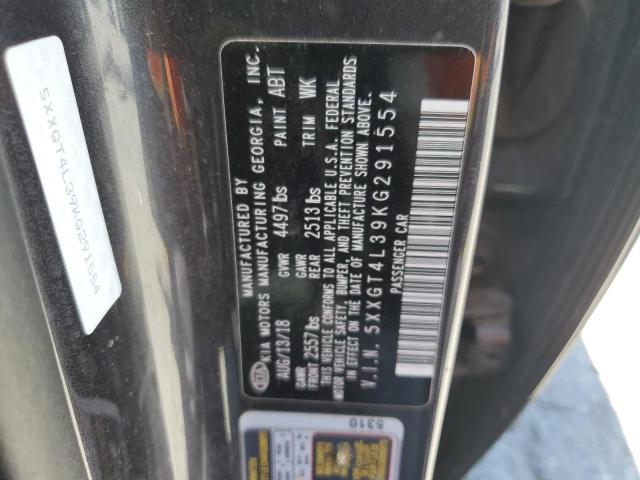 5XXGT4L39KG291554
KIA
MANUFACTURED BY
KIA MOTORS MANUFACTURING GEORGIA, INC.
AUG/13/18 GVWR 4497lbs PAINT ABT
GAWR FRONT 2557lbs GAWR REAR 2513lbs TRIM WK
THIS VEHICLE CONFORMS TO ALL APPLICABLE U.S.A. FEDERAL
MOTOR VEHICLE SAFETY, BUMPER, AND THEFT PREVENTION STANDARDS
IN EFFECT ON THE DATE OF MANUFACTURE SHOWN ABOVE.
V.I.N. 5XXGT4L39KG291554
PASSENGER CAR
5310